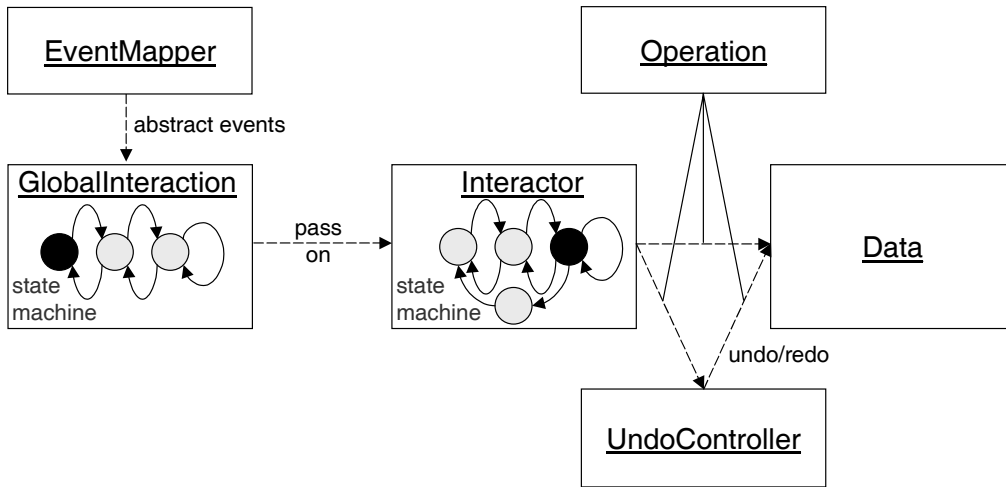 EventMapper
Operation
abstract events
GlobalInteraction
state
machine
pass
on
Interactor
state
machine
Data
undo/redo
UndoController